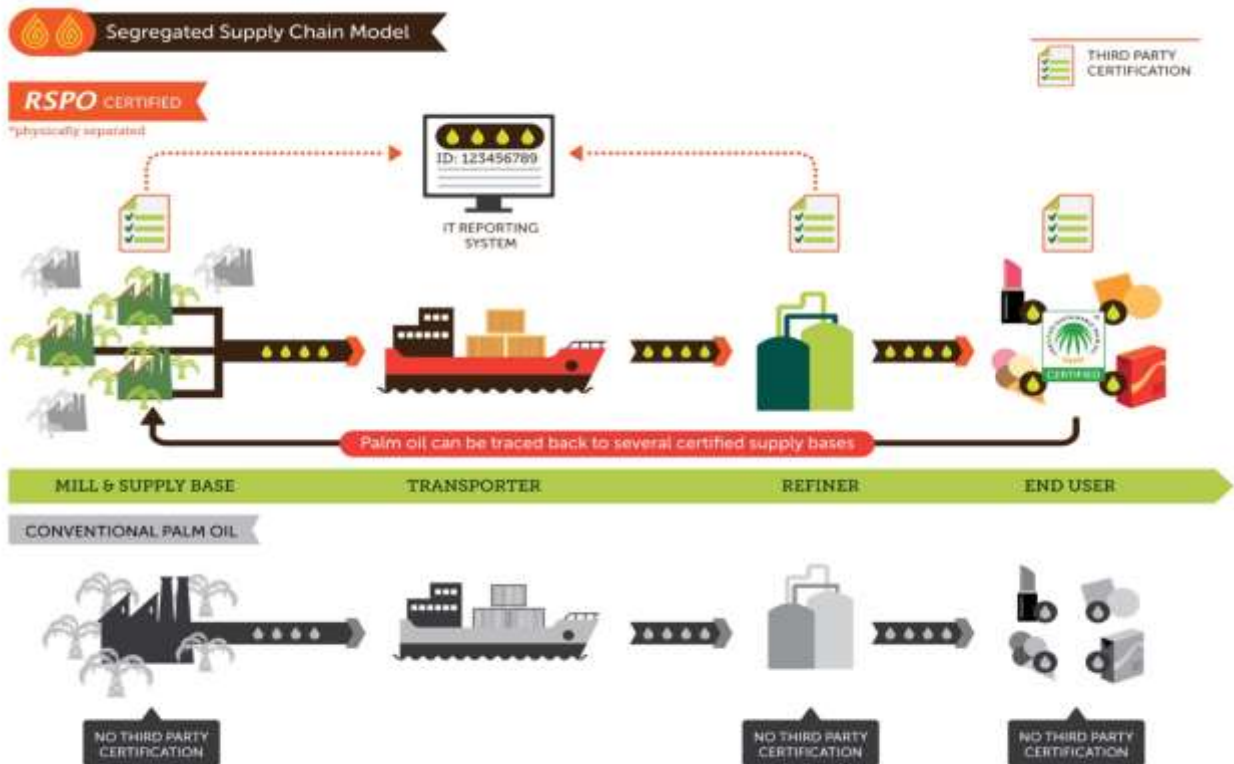 Segregated Supply Chain Model
THIRD PARTY
CERTIFICATION
RSPO CERTIFIED
*physically separated
ID: 123456789
IT REPORTING
SYSTEM
CERTIFIED
Palm oil can be traced back to several certified supply bases
MILL & SUPPLY BASE
TRANSPORTER
REFINER
END USER
CONVENTIONAL PALM OIL
NO THIRD PARTY
CERTIFICATION
NO THIRD PARTY
CERTIFICATION
NO THIRD PARTY
CERTIFICATION